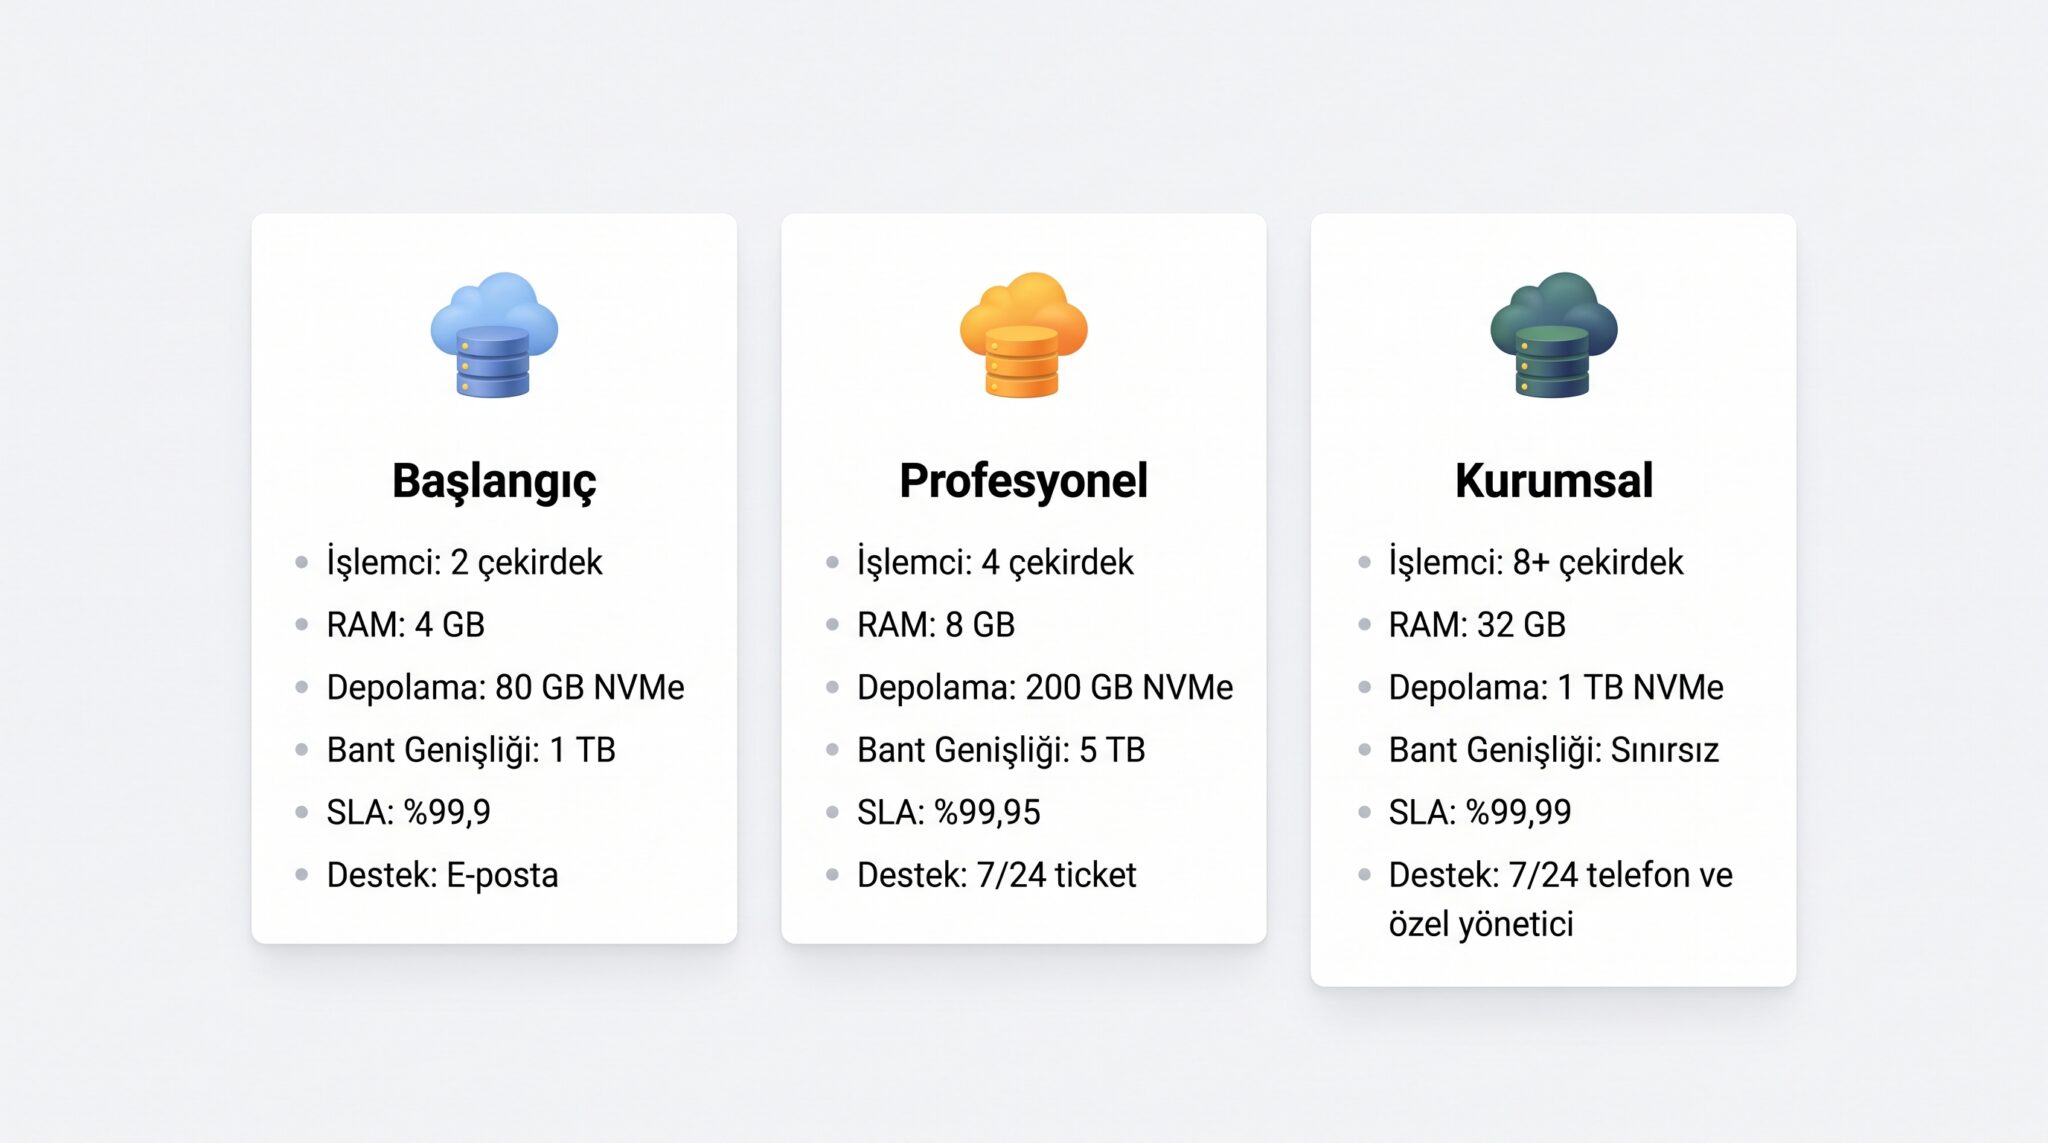 Başlangıç
İşlemci: 2 çekirdek
RAM: 4 GB
Depolama: 80 GB NVMe
Bant Genişliği: 1 TB
SLA: %99,9
Destek: E-posta
Profesyonel
İşlemci: 4 çekirdek
RAM: 8 GB
Depolama: 200 GB NVMe
Bant Genişliği: 5 TB
SLA: %99,95
Destek: 7/24 ticket
Kurumsal
İşlemci: 8+ çekirdek
RAM: 32 GB
Depolama: 1 TB NVMe
Bant Genişliği: Sınırsız
SLA: %99,99
Destek: 7/24 telefon ve
özel yönetici